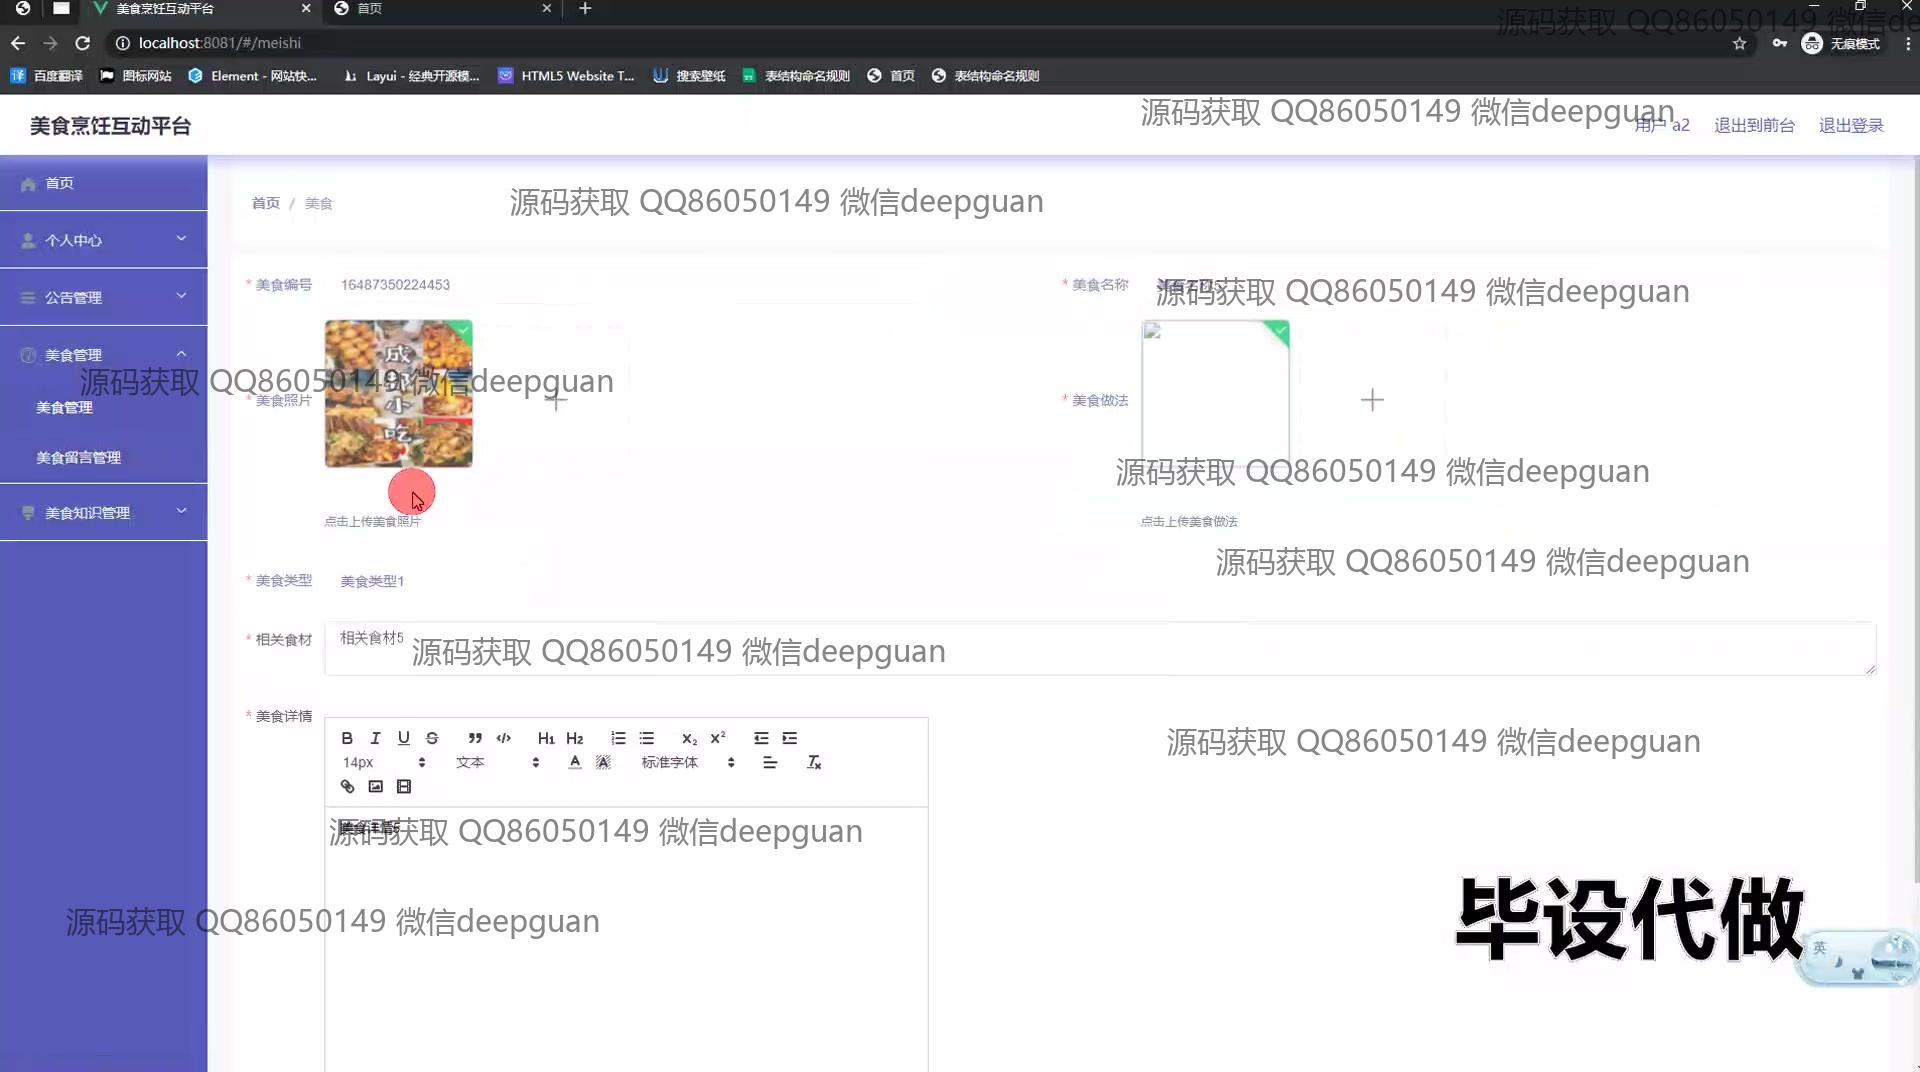 美食烹饪互动平台
首页
localhost:8081/#/meishi
无痕模式
源码获取 QQ86050149 微信de
百度翻译
图标网站
Element - 网站快...
Layui - 经典开源模...
HTML5 Website T...
搜索壁纸
表结构命名规则
首页
表结构命名规则
美食烹饪互动平台
源码获取 QQ86050149 微信deepguan
用户 a2
退出到前台
退出登录
首页
个人中心
公告管理
美食管理
美食管理
美食留言管理
美食知识管理
首页 / 美食
源码获取 QQ86050149 微信deepguan
* 美食编号
16487350224453
* 美食名称
源码获取 QQ86050149 微信deepguan
源码获取 QQ86050149 微信deepguan
* 美食照片
成
小
吃
* 美食做法
源码获取 QQ86050149 微信deepguan
点击上传美食照片
点击上传美食做法
源码获取 QQ86050149 微信deepguan
* 美食类型
美食类型1
* 相关食材
相关食材5
源码获取 QQ86050149 微信deepguan
* 美食详情
B I U S
H1 H2
14px
文本
标准字体
源码获取 QQ86050149 微信deepguan
源码获取 QQ86050149 微信deepguan
源码获取 QQ86050149 微信deepguan
毕设代做
英